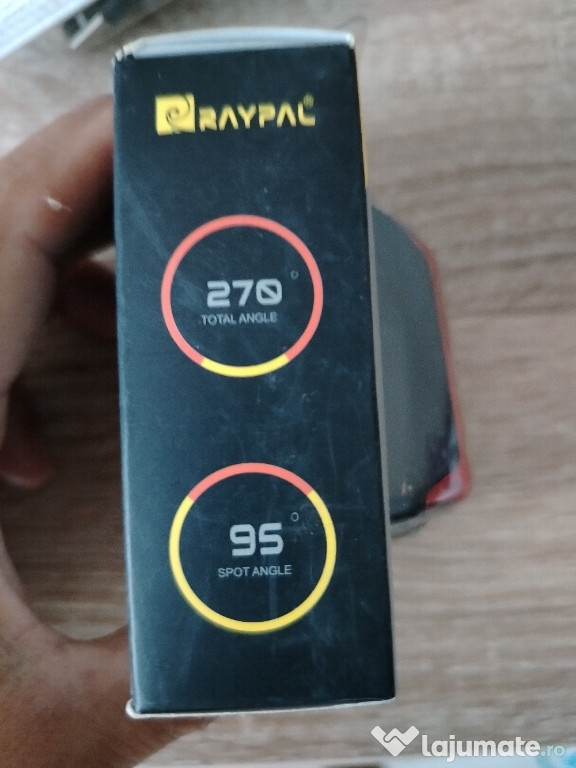 RAYPAL®
270°
TOTAL ANGLE
95°
SPOT ANGLE
lajumate.ro